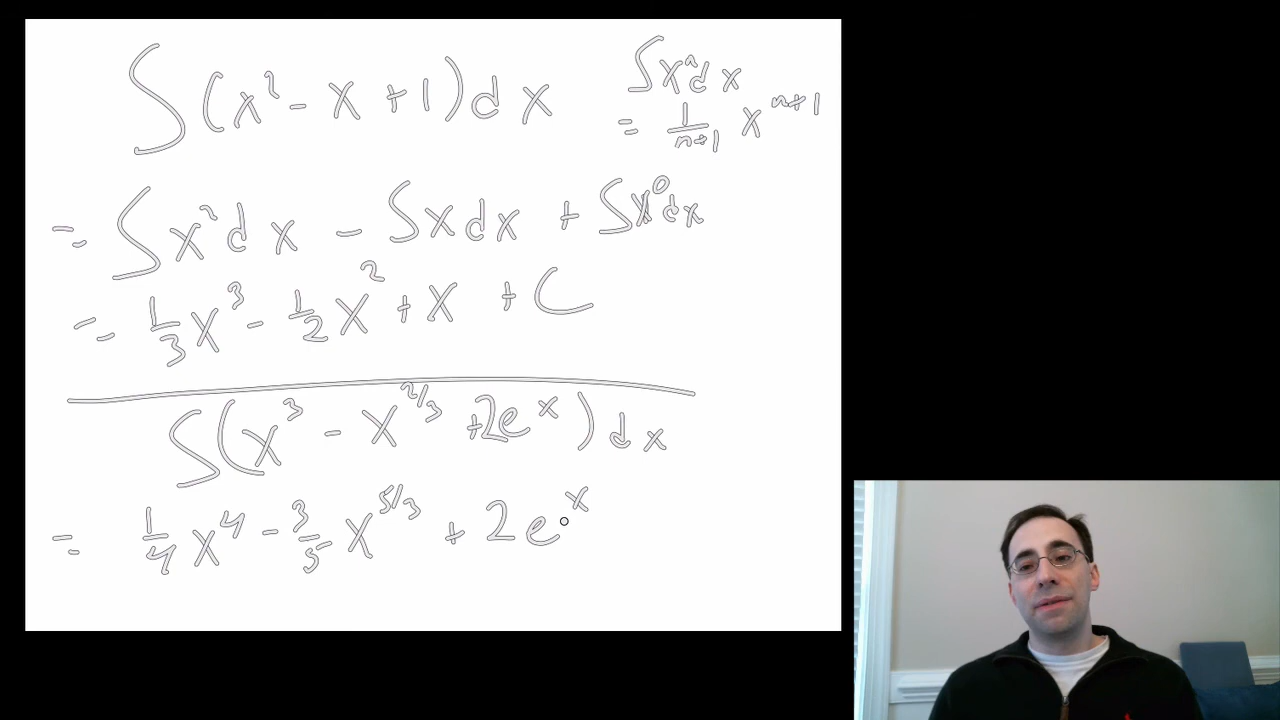 ∫(x² - x + 1)dx
∫xⁿdx
= 1/(n+1) xⁿ⁺¹
= ∫x²dx - ∫xdx + ∫x⁰dx
= 1/3 x³ - 1/2 x² + x + C
∫(x³ - x^(2/3) + 2eˣ)dx
= 1/4 x⁴ - 3/5 x^(5/3) + 2eˣ